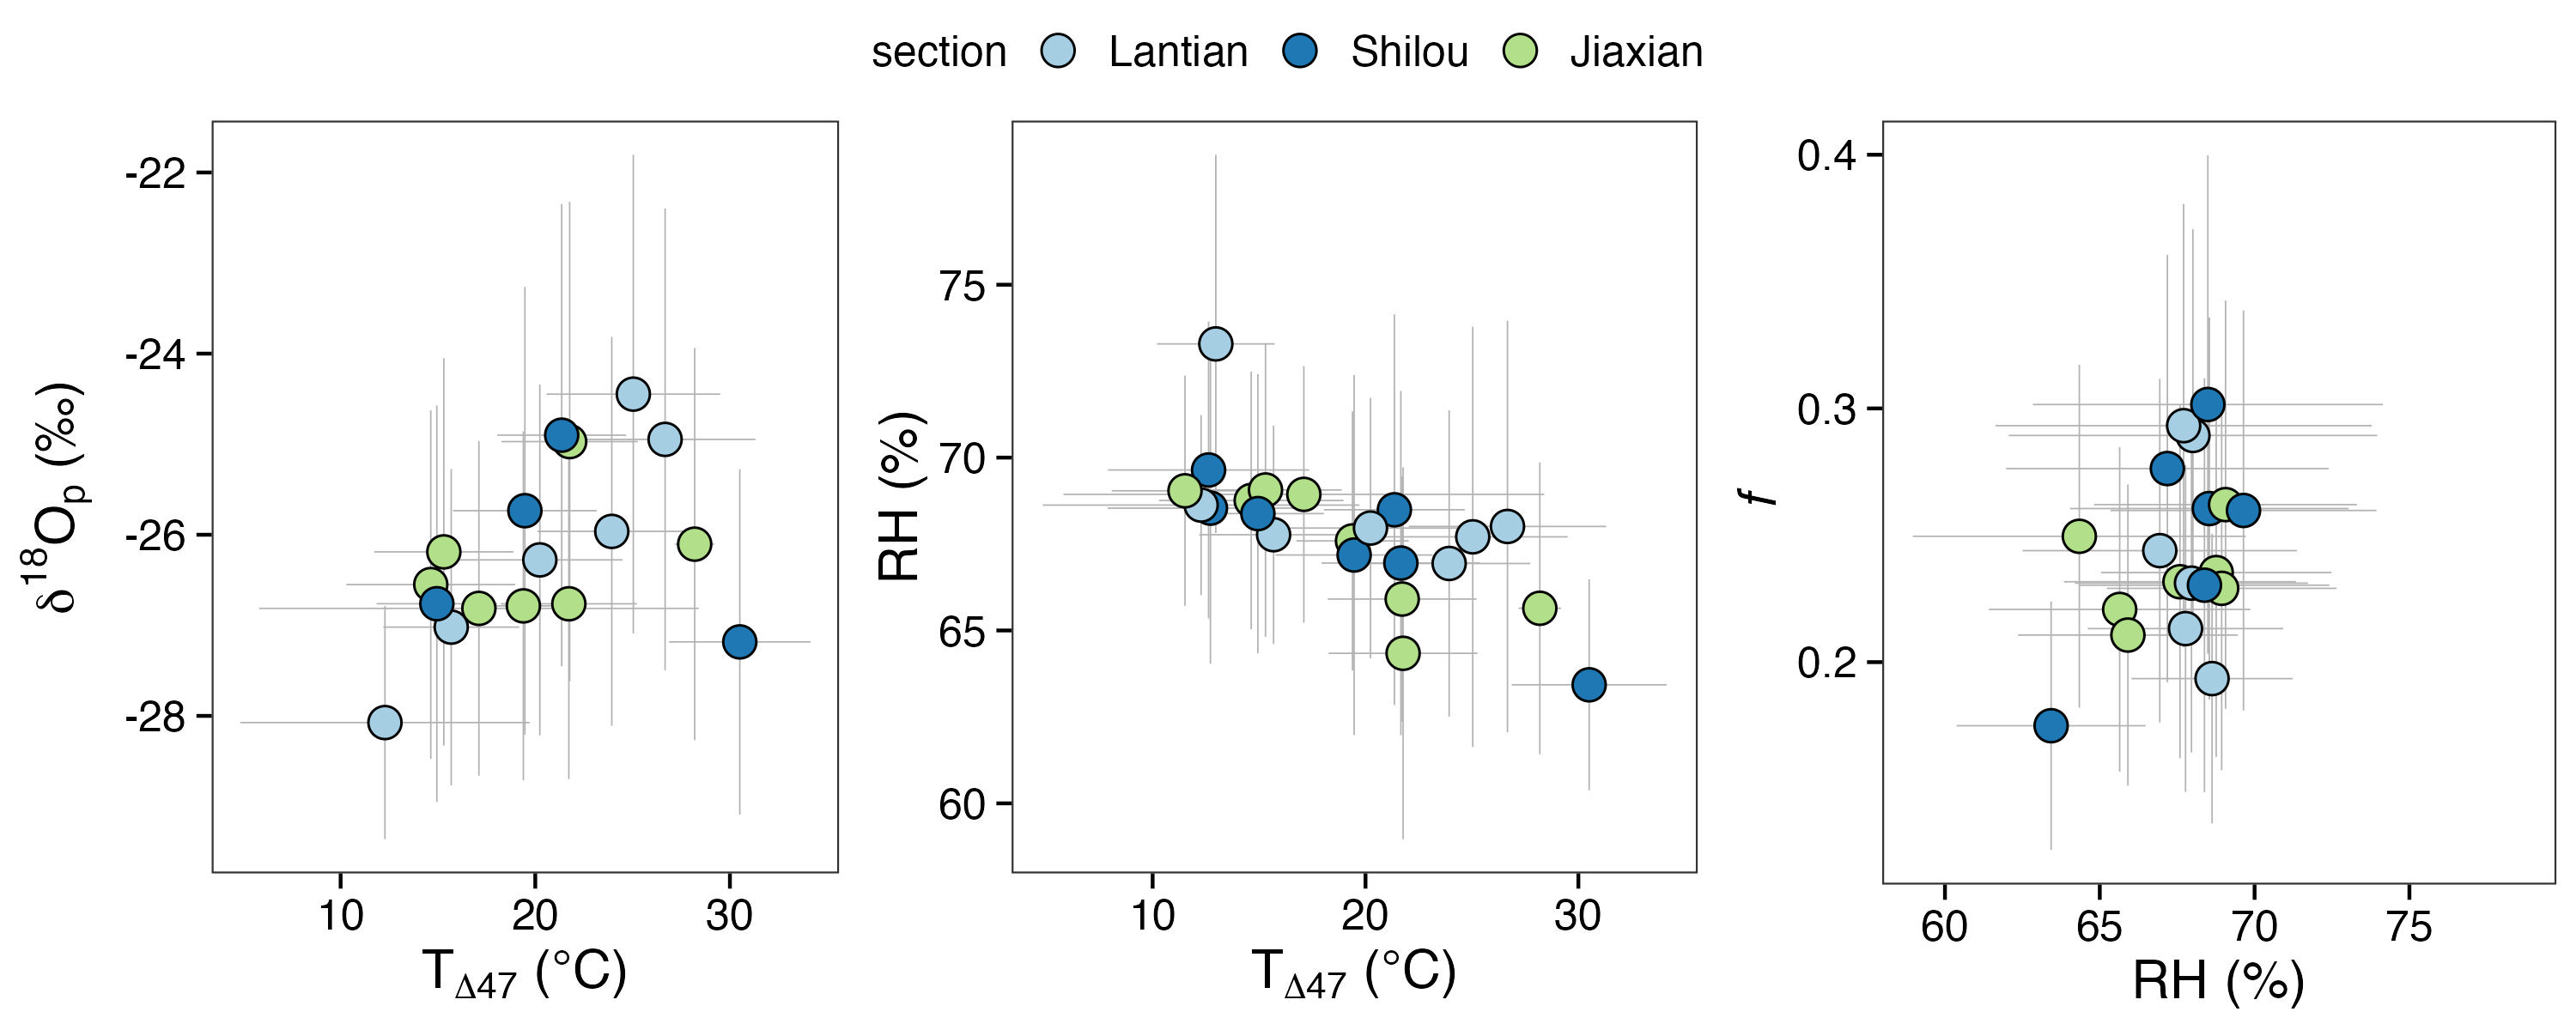 section Lantian Shilou Jiaxian
δ18Op (‰)
-22
-24
-26
-28
10 20 30
TΔ47 (°C)
RH (%)
75
70
65
60
10 20 30
TΔ47 (°C)
f
0.4
0.3
0.2
60 65 70 75
RH (%)